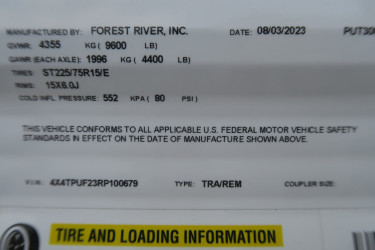 MANUFACTURED BY: FOREST RIVER, INC. DATE: 08/03/2023 PUT30
GVWR: 4355 KG ( 9600 LB)
GAWR (EACH AXLE): 1996 KG ( 4400 LB)
TIRES: ST225/75R15/E
RIMS: 15X6.0J
COLD INFL. PRESSURE: 552 KPA ( 80 PSI)
THIS VEHICLE CONFORMS TO ALL APPLICABLE U.S. FEDERAL MOTOR VEHICLE SAFETY
STANDARDS IN EFFECT ON THE DATE OF MANUFACTURE SHOWN ABOVE.
V.I.N.: 4X4TPUF23RP100679 TYPE: TRA/REM COUPLER SIZE:
TIRE AND LOADING INFORMATION